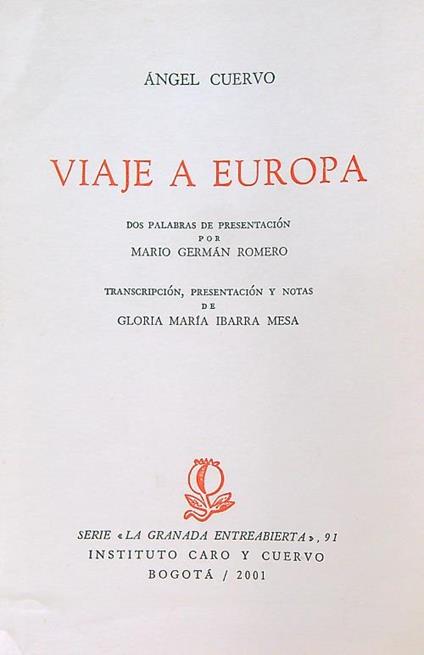 ÁNGEL CUERVO
VIAJE A EUROPA
DOS PALABRAS DE PRESENTACIÓN
POR
MARIO GERMÁN ROMERO
TRANSCRIPCIÓN, PRESENTACIÓN Y NOTAS
DE
GLORIA MARÍA IBARRA MESA
SERIE «LA GRANADA ENTREABIERTA», 91
INSTITUTO CARO Y CUERVO
BOGOTÁ / 2001